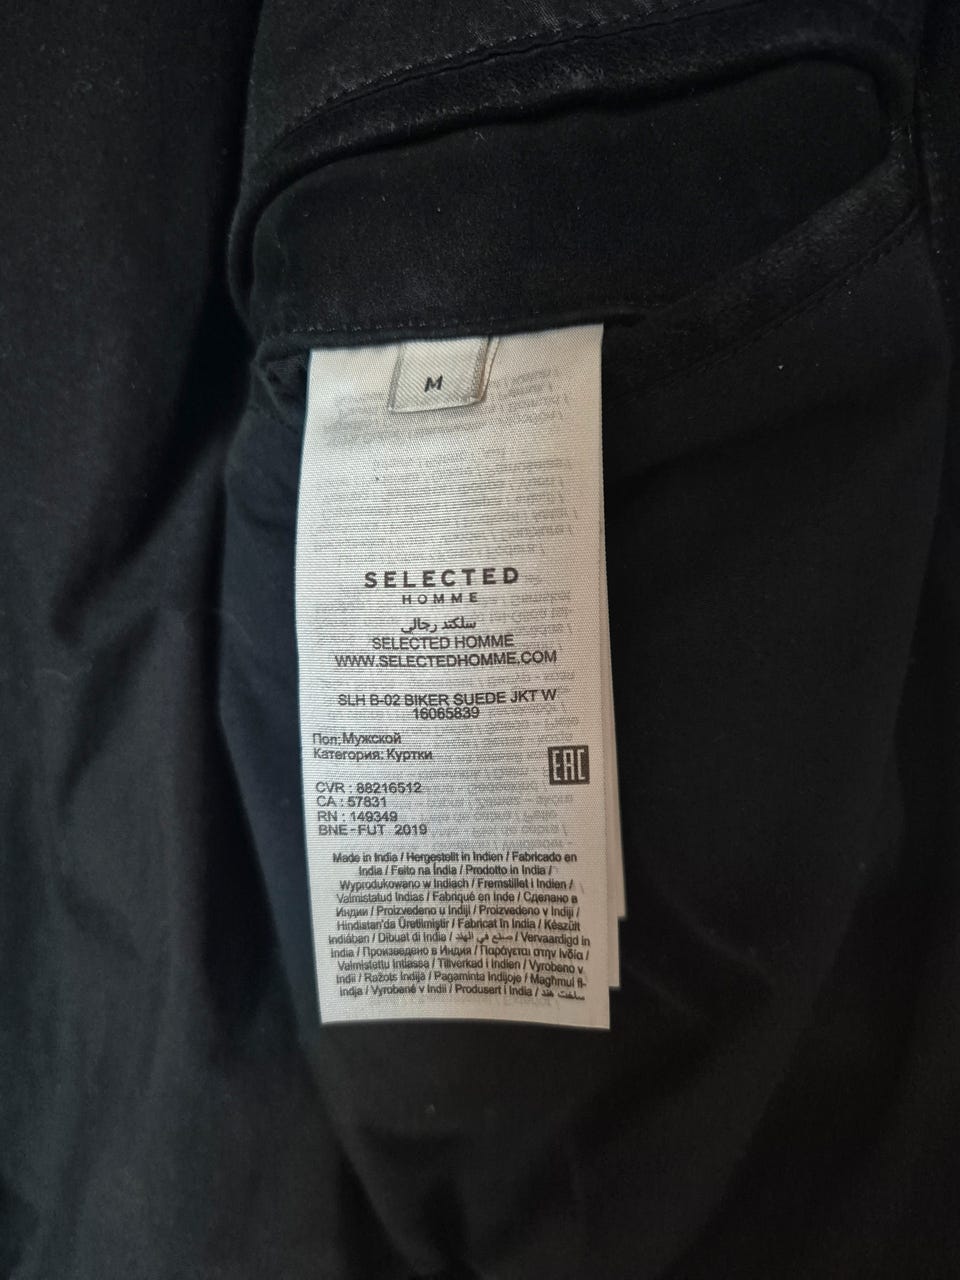 M
SELECTED
HOMME
سلكتد رجالي
SELECTED HOMME
WWW.SELECTEDHOMME.COM
SLH B-02 BIKER SUEDE JKT W
16065839
Пол: Мужской
Категория: Куртки
EAC
CVR : 88216512
CA : 57831
RN : 149349
BNE - FUT 2019
Made in India / Hergestellt in Indien / Fabricado en
India / Feito na Índia / Prodotto in India /
Wyprodukowano w Indiach / Fremstillet i Indien /
Valmistatud Indias / Fabriqué en Inde / Сделано в
Индии / Proizvedeno u Indiji / Proizvedeno v Indiji /
Hindistan'da Üretilmiştir / Fabricat în India / Készült
Indiában / Dibuat di India / صنع في الهند / Vervaardigd in
India / Произведено в Индия / Παράγεται στην Ινδία /
Valmistettu Intiassa / Tillverkad i Indien / Vyrobeno v
Indii / Ražots Indijā / Pagaminta Indijoje / Magħmul fl-
Indja / Vyrobené v Indii / Produsert i India / ساخت هند